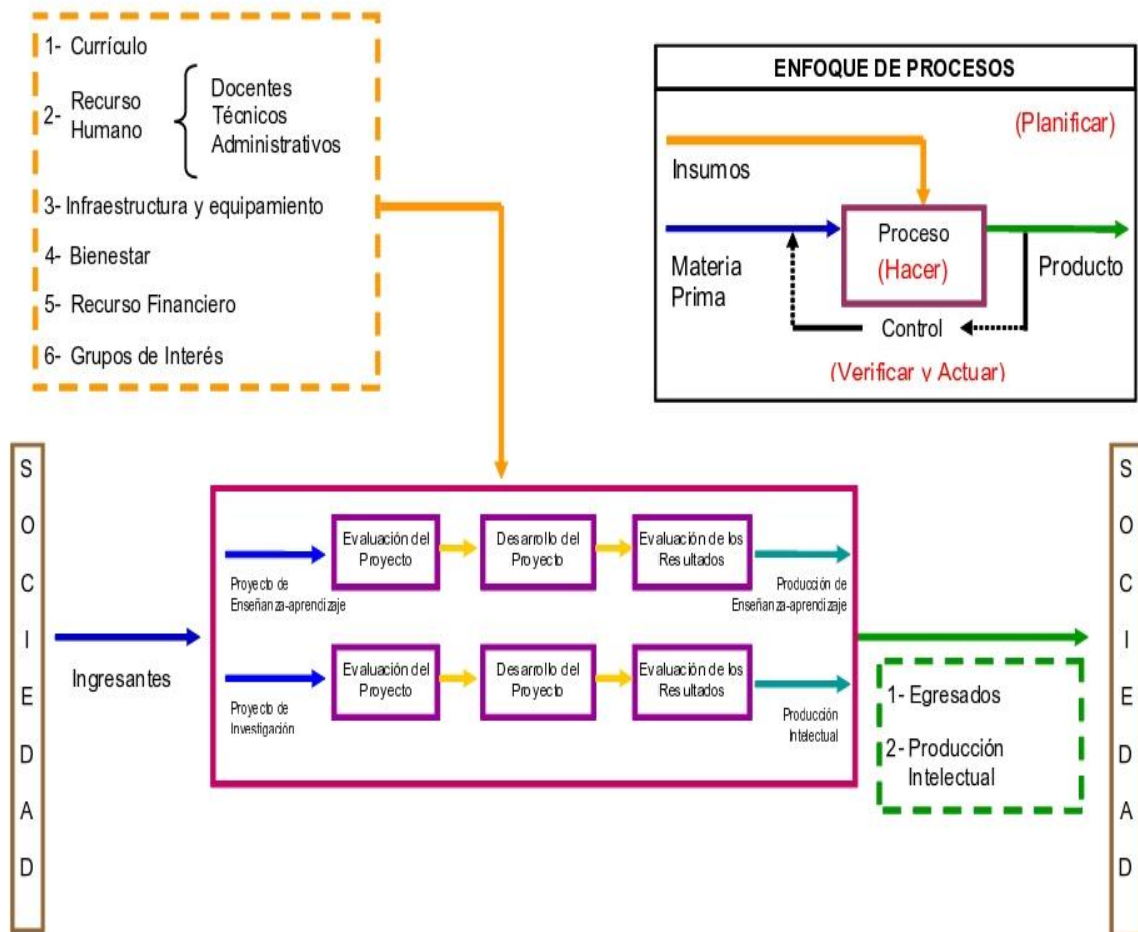 1- Currículo
2- Recurso
Humano
Docentes
Técnicos
Administrativos
3- Infraestructura y equipamiento
4- Bienestar
5- Recurso Financiero
6- Grupos de Interés
ENFOQUE DE PROCESOS
(Planificar)
Insumos
Materia
Prima
Proceso
(Hacer)
Producto
Control
(Verificar y Actuar)
SOCIEDAD
Ingresantes
Proyecto de
Enseñanza-aprendizaje
Evaluación del
Proyecto
Desarrollo del
Proyecto
Evaluación de los
Resultados
Producción de
Enseñanza-aprendizaje
Proyecto de
Investigación
Evaluación del
Proyecto
Desarrollo del
Proyecto
Evaluación de los
Resultados
Producción
Intelectual
1- Egresados
2- Producción
Intelectual
SOCIEDAD